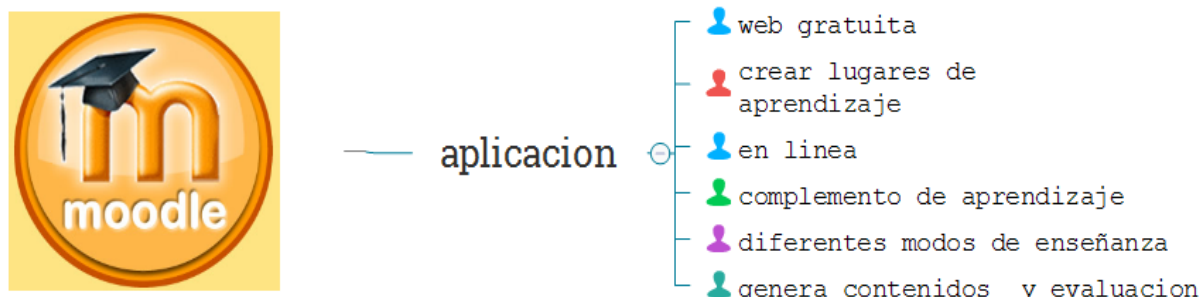 m
moodle
aplicacion
web gratuita
crear lugares de
aprendizaje
en linea
complemento de aprendizaje
diferentes modos de enseñanza
genera contenidos y evaluacion